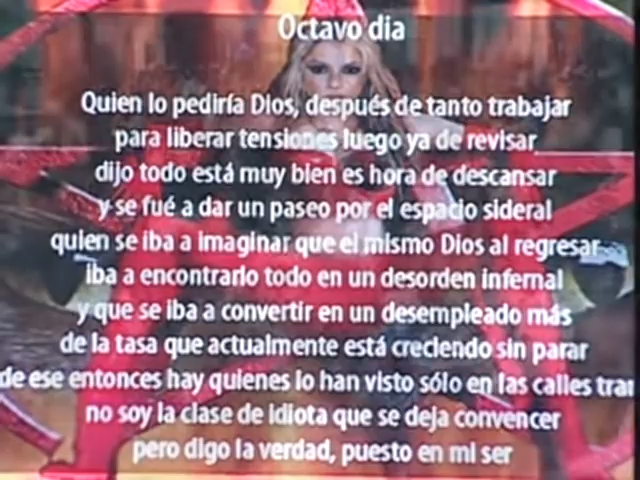 Octavo dia
Quien lo pediría Dios, después de tanto trabajar
para liberar tensiones luego ya de revisar
dijo todo está muy bien es hora de descansar
y se fué a dar un paseo por el espacio sideral
quien se iba a imaginar que el mismo Dios al regresar
iba a encontrarlo todo en un desorden infernal
y que se iba a convertir en un desempleado más
de la tasa que actualmente está creciendo sin parar
de ese entonces hay quienes lo han visto sólo en las calles tran
no soy la clase de idiota que se deja convencer
pero digo la verdad, puesto en mi ser